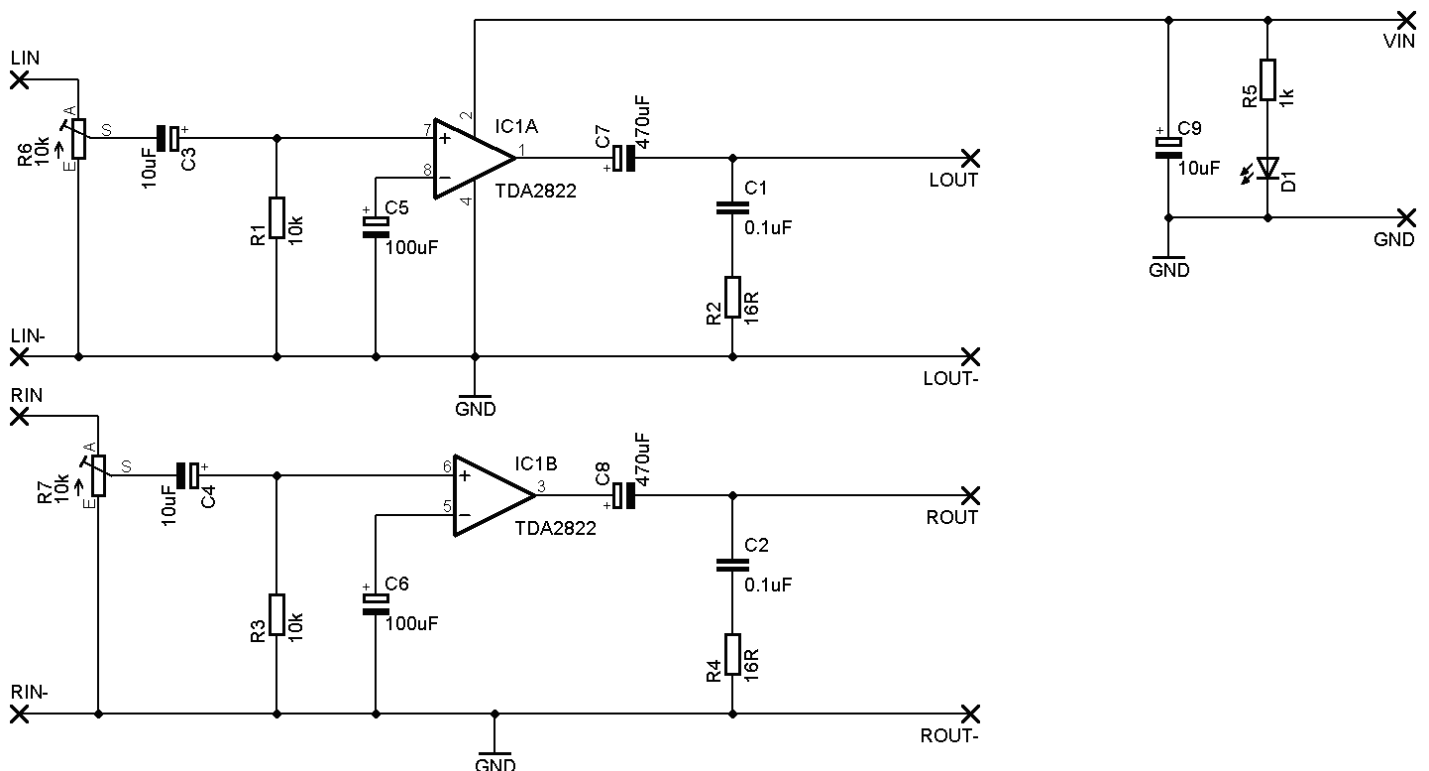 LIN
A
S
E
R6
10k
10uF
+
C3
R1
10k
7
8
+
−
2
4
1
IC1A
TDA2822
+
C5
100uF
C7
+
470uF
LOUT
C1
0.1uF
R2
16R
LIN-
GND
LOUT-
VIN
R5
1k
+
C9
10uF
D1
GND
GND
RIN
A
S
E
R7
10k
10uF
+
C4
R3
10k
6
5
+
−
3
IC1B
TDA2822
+
C6
100uF
C8
+
470uF
ROUT
C2
0.1uF
R4
16R
RIN-
GND
ROUT-